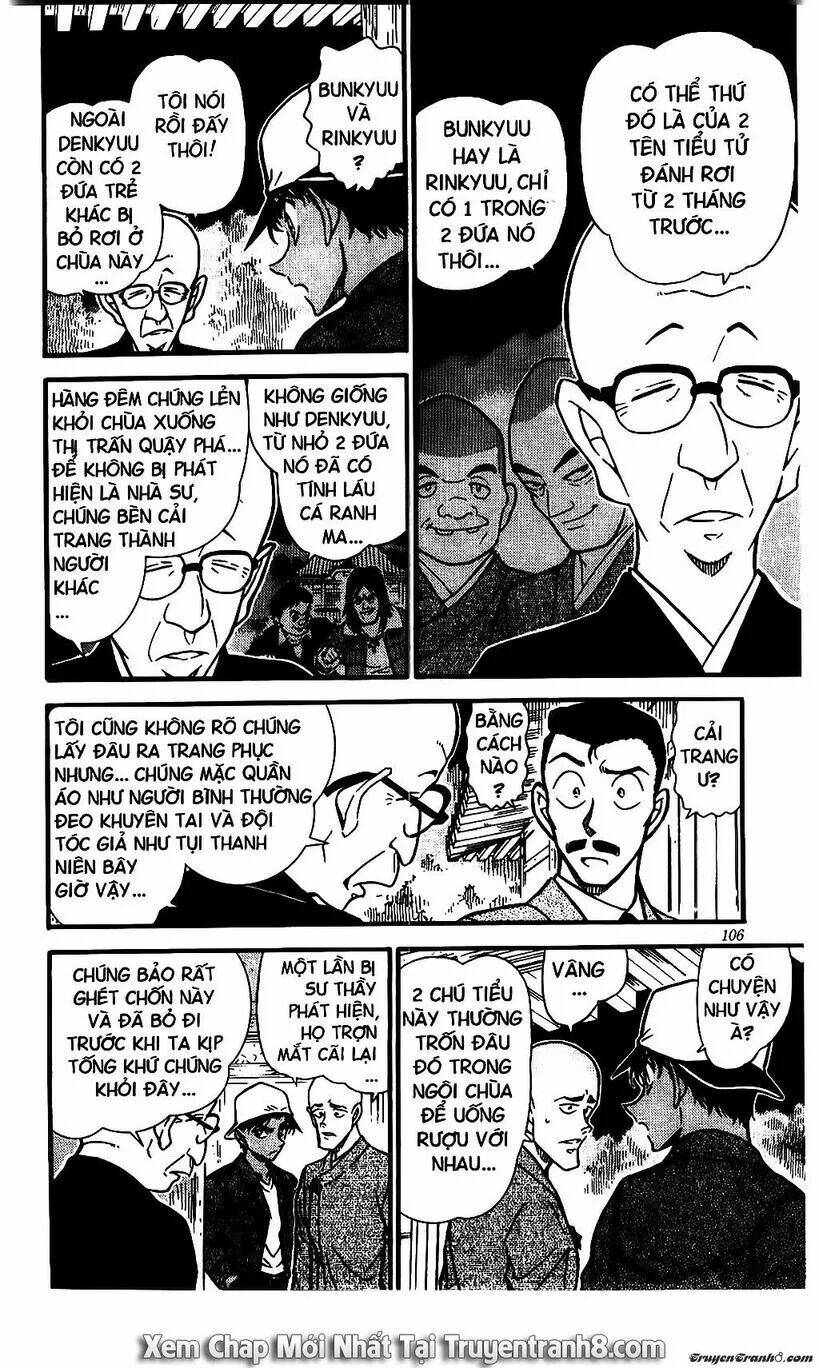 CÓ THỂ THỨ
ĐÓ LÀ CỦA 2
TÊN TIỂU TỬ
ĐÁNH RƠI
TỪ 2 THÁNG
TRƯỚC...
BUNKYUU
HAY LÀ
RINKYUU, CHỈ
CÓ 1 TRONG
2 ĐỨA NÓ
THÔI...
BUNKYUU
VÀ
RINKYUU
?
TÔI NÓI
RỒI ĐẤY
THÔI!
NGOÀI
DENKYUU
CÒN CÓ 2
ĐỨA TRẺ
KHÁC BỊ
BỎ RƠI Ở
CHÙA NÀY
...
KHÔNG GIỐNG
NHƯ DENKYUU,
TỪ NHỎ 2 ĐỨA
NÓ ĐÃ CÓ
TÍNH LÁU
CÁ RANH
MA...
HÀNG ĐÊM CHÚNG LẺN
KHỎI CHÙA XUỐNG
THỊ TRẤN QUẬY PHÁ...
ĐỂ KHÔNG BỊ PHÁT
HIỆN LÀ NHÀ SƯ,
CHÚNG BÈN CẢI
TRANG THÀNH
NGƯỜI
KHÁC
...
CẢI
TRANG
Ư?
BẰNG
CÁCH
NÀO
?
TÔI CŨNG KHÔNG RÕ CHÚNG
LẤY ĐÂU RA TRANG PHỤC
NHƯNG... CHÚNG MẶC QUẦN
ÁO NHƯ NGƯỜI BÌNH THƯỜNG
ĐEO KHUYÊN TAI VÀ ĐỘI
TÓC GIẢ NHƯ TỤI THANH
NIÊN BÂY
GIỜ VẬY...
106
CÓ
CHUYỆN
NHƯ VẬY
À?
VÂNG
...
2 CHÚ TIỂU
NÀY THƯỜNG
TRỐN ĐÂU
ĐÓ TRONG
NGÔI CHÙA
ĐỂ UỐNG
RƯỢU VỚI
NHAU...
MỘT LẦN BỊ
SƯ THẦY
PHÁT HIỆN,
HỌ TRỢN
MẮT CÃI LẠI
...
CHÚNG BẢO RẤT
GHÉT CHỐN NÀY
VÀ ĐÃ BỎ ĐI
TRƯỚC KHI TA KỊP
TỐNG KHỨ CHÚNG
KHỎI ĐÂY...
Xem Chap Mới Nhất Tại Truyentranh8.com
TruyenTranh8.com